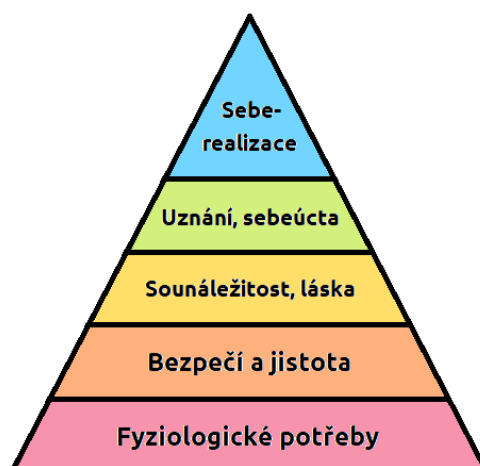 Sebe-
realizace
Uznání, sebeúcta
Sounáležitost, láska
Bezpečí a jistota
Fyziologické potřeby